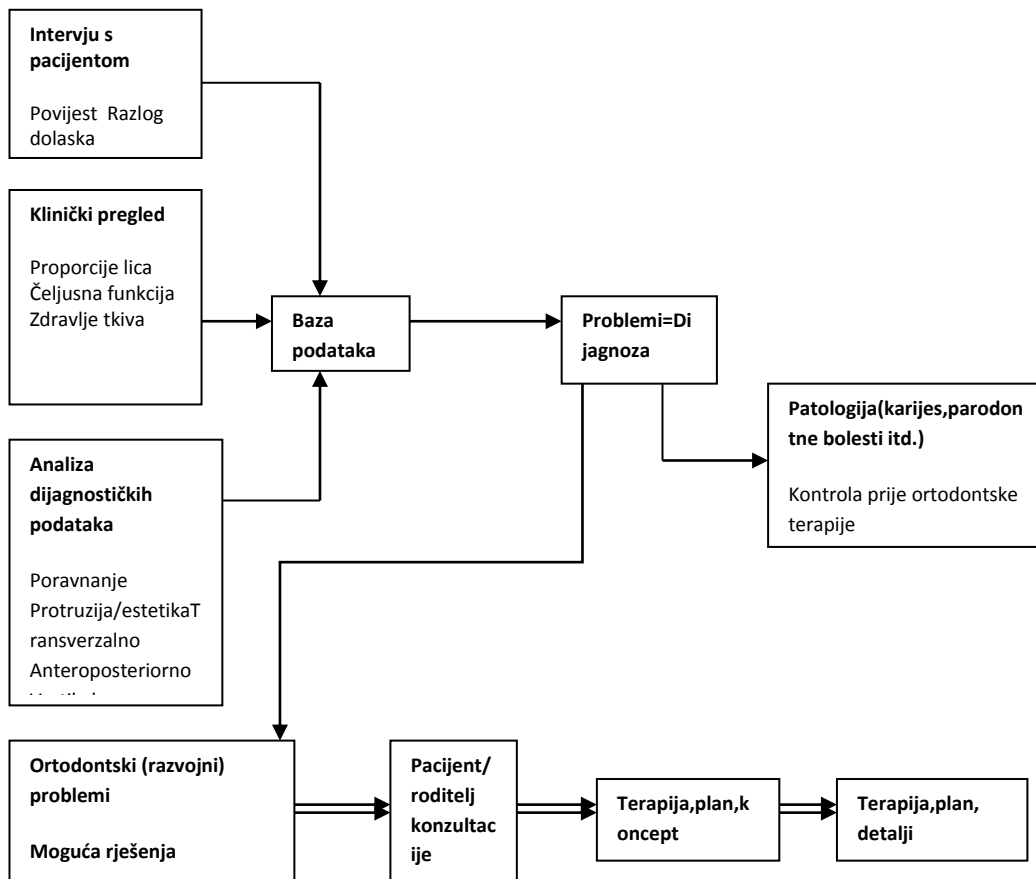 Intervju s
pacijentom
Povijest Razlog
dolaska
Klinički pregled
Proporcije lica
Čeljusna funkcija
Zdravlje tkiva
Baza
podataka
Problemi=Di
jagnoza
Patologija(karijes,parodon
tne bolesti itd.)
Kontrola prije ortodontske
terapije
Analiza
dijagnostičkih
podataka
Poravnanje
Protruzija/estetikaT
ransverzalno
Anteroposteriorno
Ortodontski (razvojni)
problemi
Moguća rješenja
Pacijent/
roditelj
konzultac
ije
Terapija,plan,k
oncept
Terapija,plan,
detalji